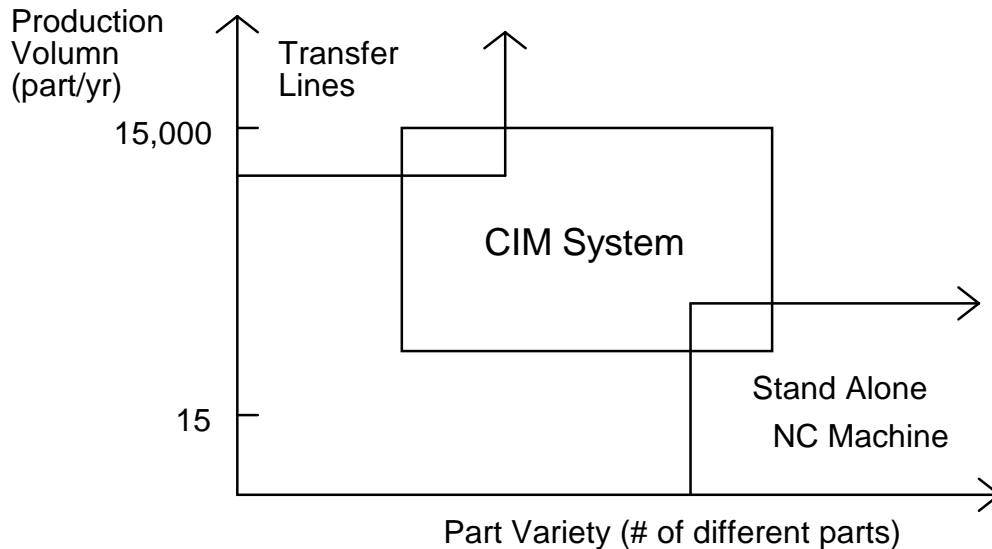 Production
Volumn
(part/yr)
Transfer
Lines
15,000
CIM System
Stand Alone
NC Machine
15
Part Variety (# of different parts)